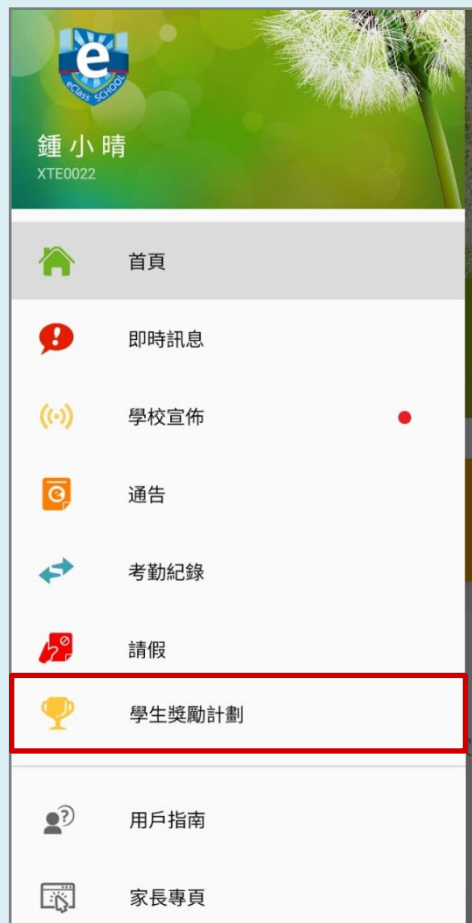 e
eClass SCHOOL
鍾小晴
XTE0022
首頁
即時訊息
學校宣佈
通告
考勤紀錄
請假
學生獎勵計劃
用戶指南
家長專頁